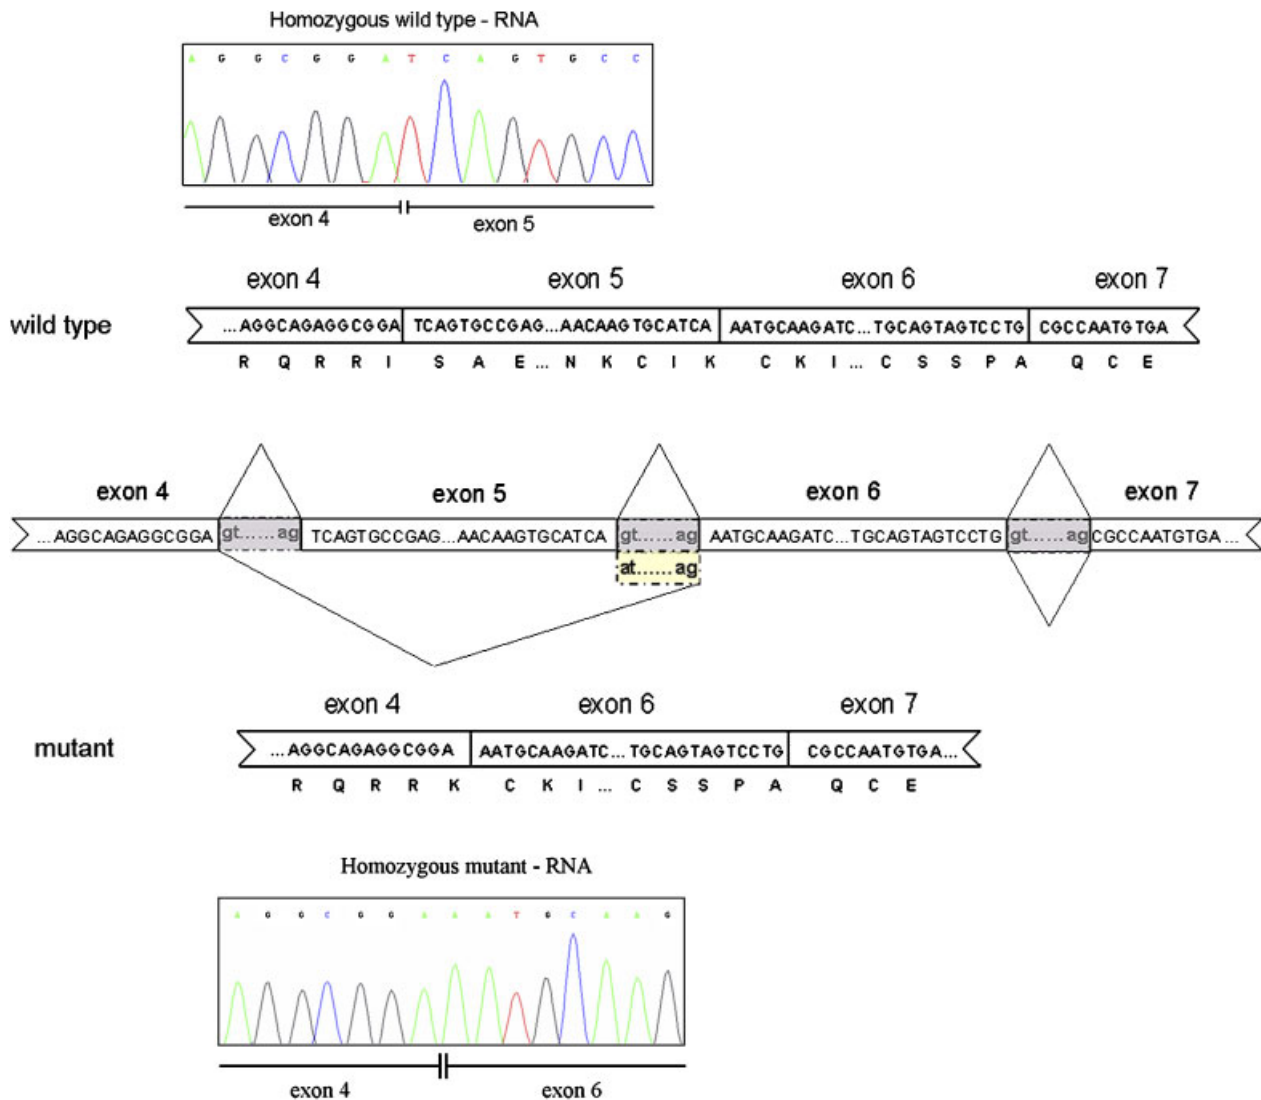 Homozygous wild type - RNA
A G G C G G A T C A G T G C C
exon 4 exon 5
exon 4 exon 5 exon 6 exon 7
wild type ...AGGCAGAGGCGGA TCAGTGCCGAG...AACAAGTGCATCA AATGCAAGATC...TGCAGTAGTCCTG CGCCAATGTGA
R Q R R I S A E... N K C I K C K I... C S S P A Q C E
exon 4 exon 5 exon 6 exon 7
...AGGCAGAGGCGGA gt......ag TCAGTGCCGAG...AACAAGTGCATCA gt......ag AATGCAAGATC...TGCAGTAGTCCTG gt......ag CGCCAATGTGA...
at......ag
exon 4 exon 6 exon 7
mutant ...AGGCAGAGGCGGA AATGCAAGATC...TGCAGTAGTCCTG CGCCAATGTGA...
R Q R R K C K I... C S S P A Q C E
Homozygous mutant - RNA
A G G C G G A A A T G C A A G
exon 4 exon 6